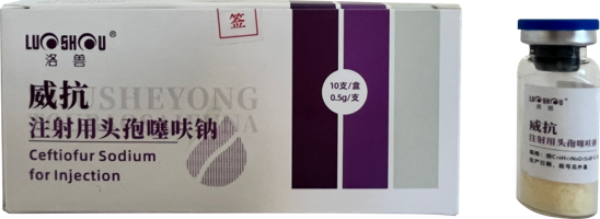 LUOSHOU®
洛兽
签
威抗
注射用头孢噻呋钠
Ceftiofur Sodium
for Injection
10支/盒
0.5g/支
LUOSHOU®
洛兽
威抗
注射用头孢噻呋钠